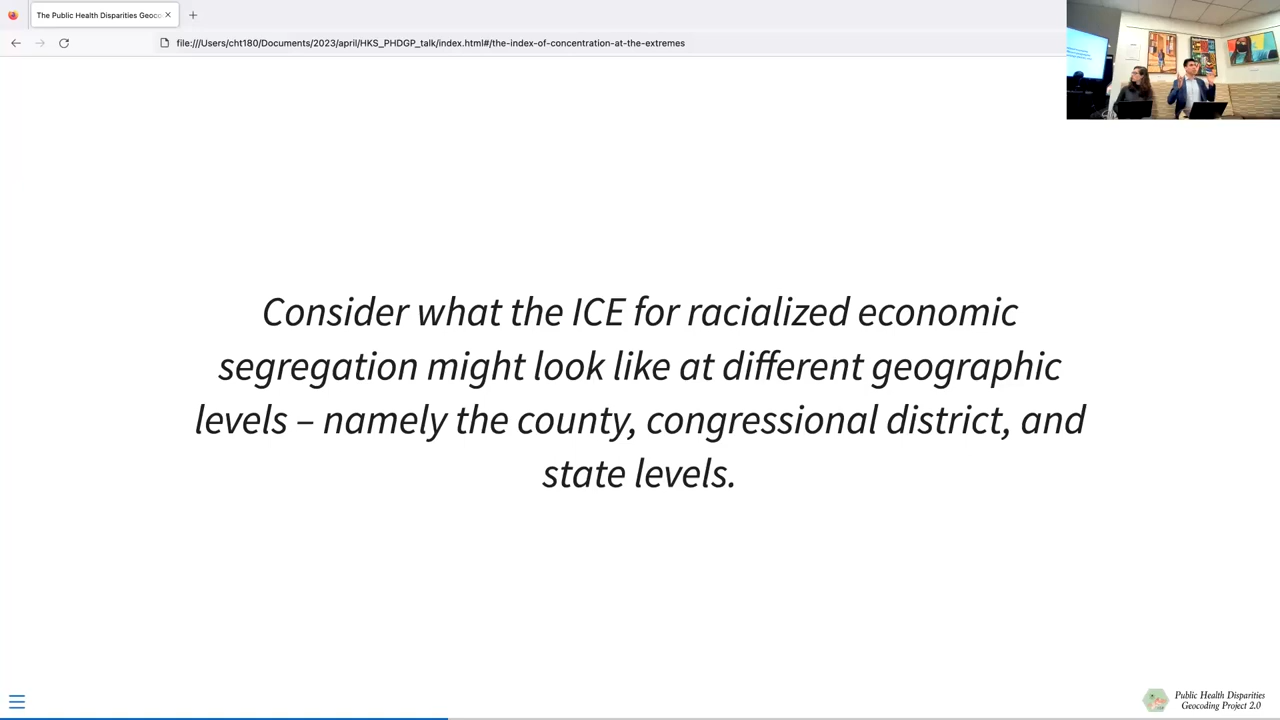 The Public Health Disparities Geoco
file:///Users/cht180/Documents/2023/april/HKS_PHDGP_talk/index.html#/the-index-of-concentration-at-the-extremes
Consider what the ICE for racialized economic
segregation might look like at different geographic
levels – namely the county, congressional district, and
state levels.
Public Health Disparities
Geocoding Project 2.0